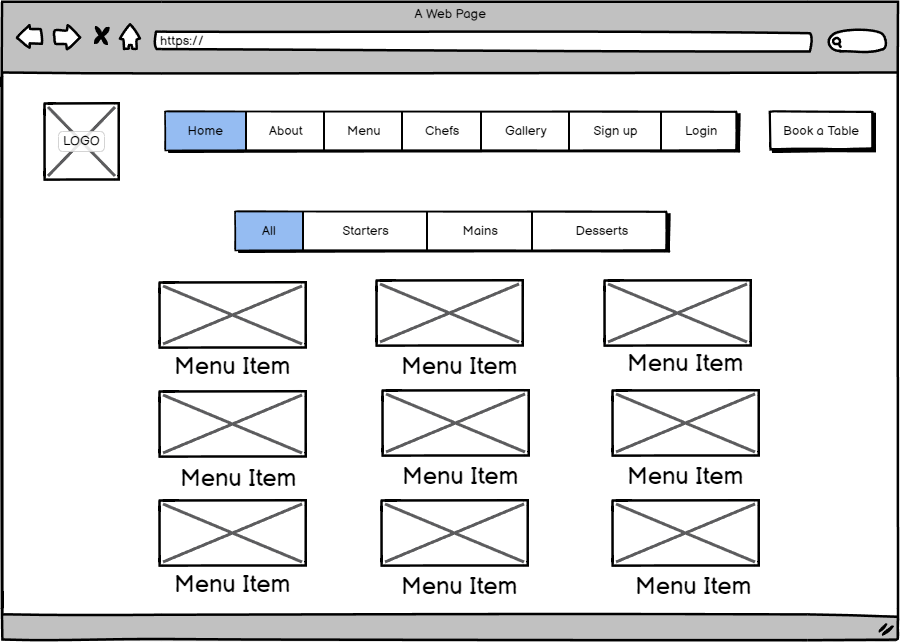 A Web Page
https://
LOGO
Home About Menu Chefs Gallery Sign up Login
Book a Table
All Starters Mains Desserts
Menu Item Menu Item Menu Item
Menu Item Menu Item Menu Item
Menu Item Menu Item Menu Item